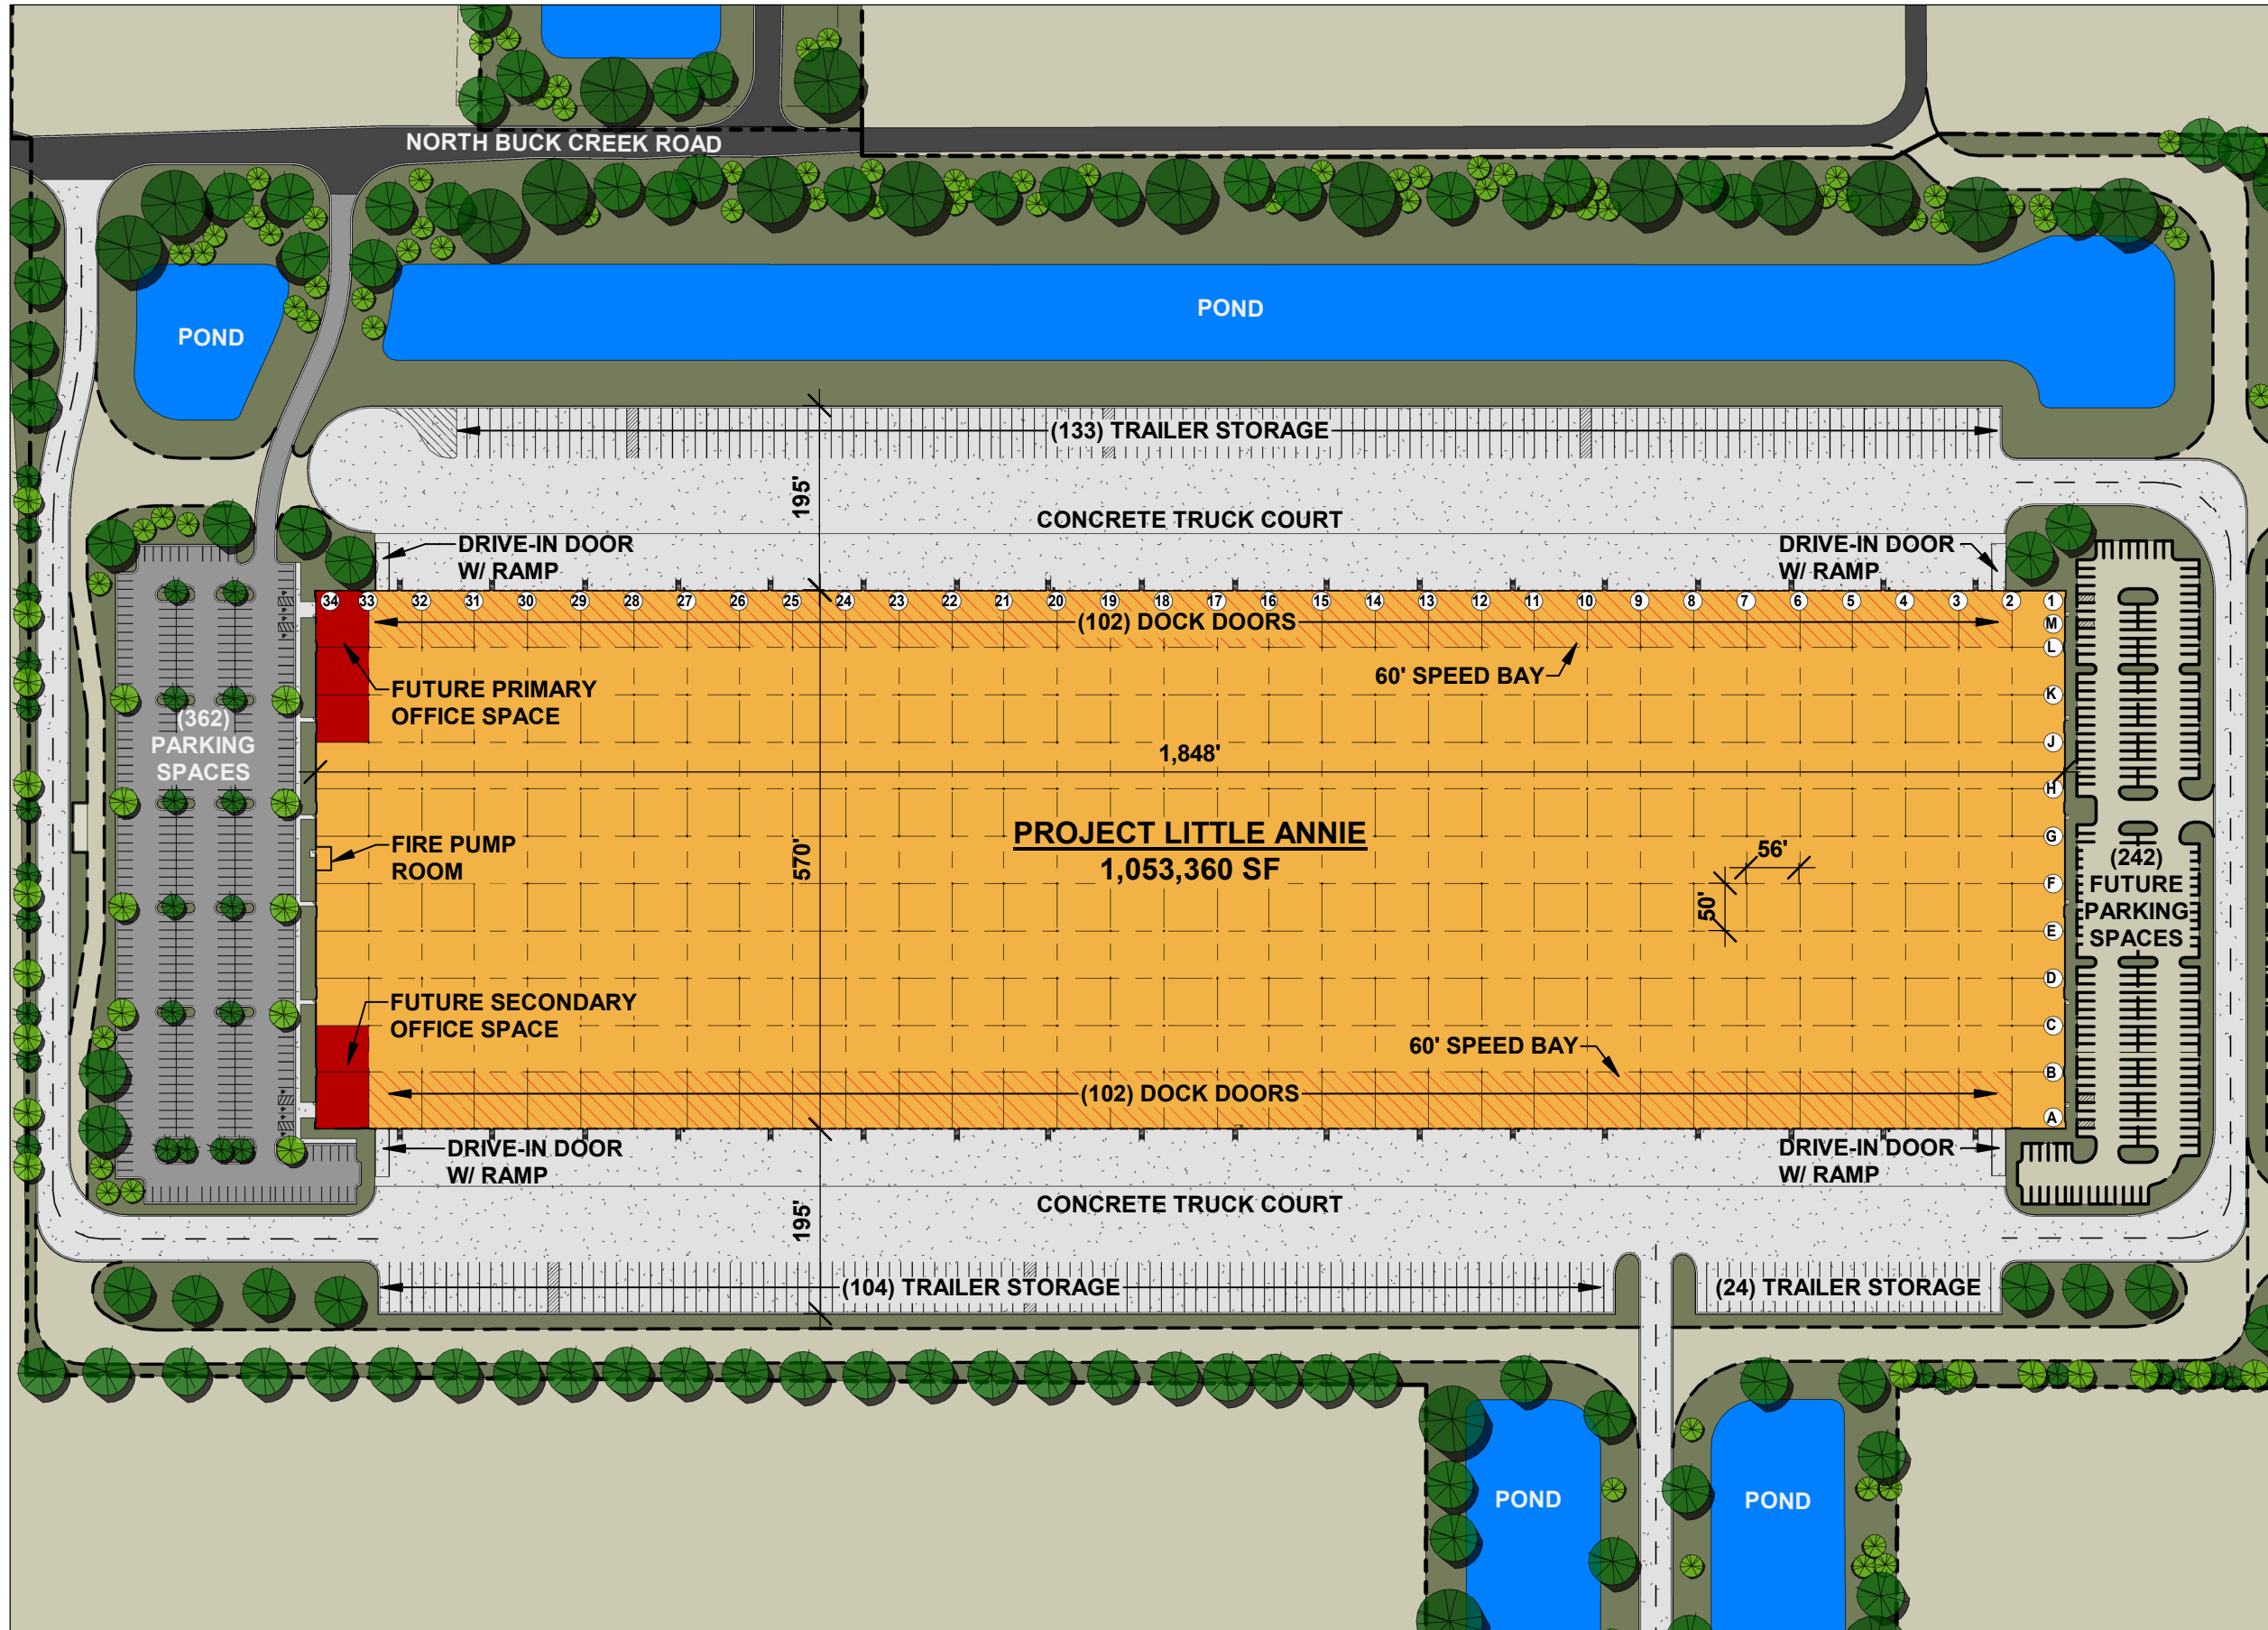 NORTH BUCK CREEK ROAD
POND
POND
(133) TRAILER STORAGE
195'
CONCRETE TRUCK COURT
DRIVE-IN DOOR
W/ RAMP
DRIVE-IN DOOR
W/ RAMP
34 33 32 31 30 29 28 27 26 25 24 23 22 21 20 19 18 17 16 15 14 13 12 11 10 9 8 7 6 5 4 3 2 1
(102) DOCK DOORS
M
L
60' SPEED BAY
FUTURE PRIMARY
OFFICE SPACE
K
(362)
PARKING
SPACES
J
1,848'
H
PROJECT LITTLE ANNIE
1,053,360 SF
G
FIRE PUMP
ROOM
570'
56'
50'
F
(242)
FUTURE
PARKING
SPACES
E
D
FUTURE SECONDARY
OFFICE SPACE
C
60' SPEED BAY
B
(102) DOCK DOORS
A
DRIVE-IN DOOR
W/ RAMP
DRIVE-IN DOOR
W/ RAMP
195'
CONCRETE TRUCK COURT
(104) TRAILER STORAGE
(24) TRAILER STORAGE
POND
POND